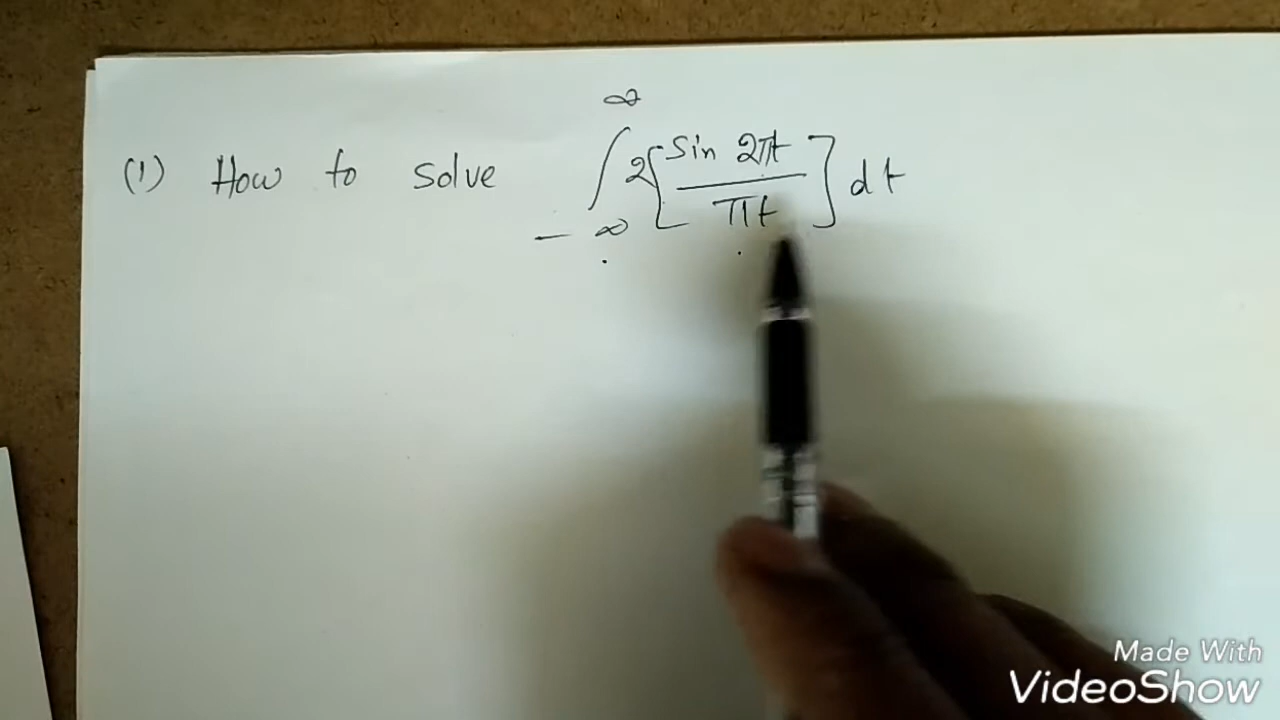 (1) How to solve ∫_{-∞}^{∞} 2[sin 2πt / πt] dt
Made With
VideoShow